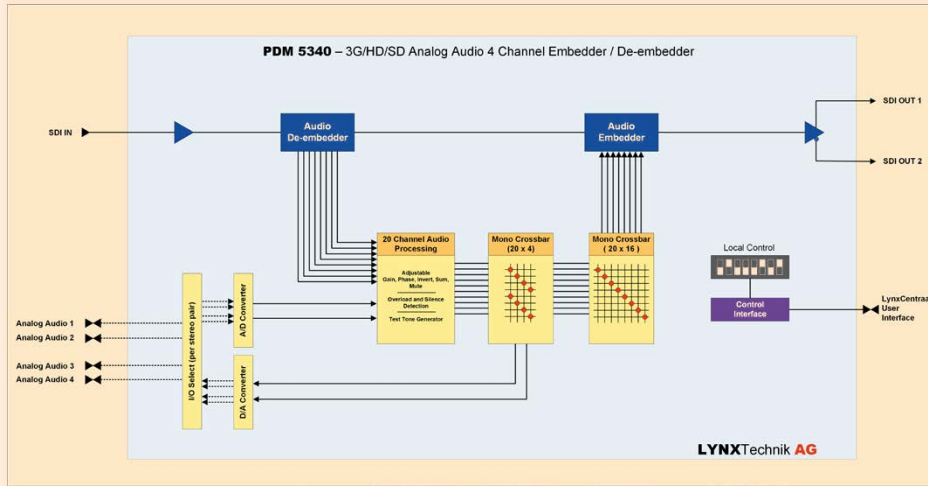 PDM 5340 – 3G/HD/SD Analog Audio 4 Channel Embedder / De-embedder
SDI IN
Audio
De-embedder
Audio
Embedder
SDI OUT 1
SDI OUT 2
20 Channel Audio
Processing
Adjustable
Gain, Phase, Invert, Sum,
Mute
Overload and Silence
Detection
Test Tone Generator
Mono Crossbar
(20 x 4)
Mono Crossbar
( 20 x 16 )
Local Control
Control
Interface
LynxCentraal
User
Interface
Analog Audio 1
Analog Audio 2
Analog Audio 3
Analog Audio 4
I/O Select (per stereo pair)
A/D Converter
D/A Converter
LYNXTechnik AG